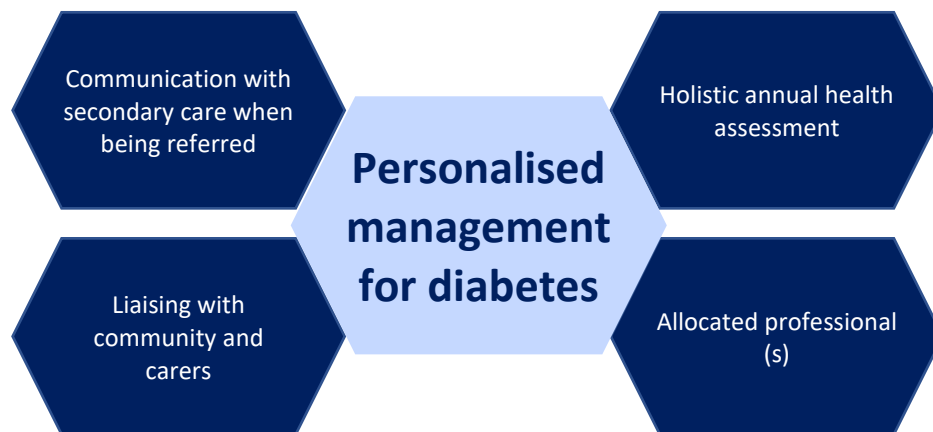 Communication with
secondary care when
being referred
Holistic annual health
assessment
Personalised
management
for diabetes
Liaising with
community and
carers
Allocated professional
(s)